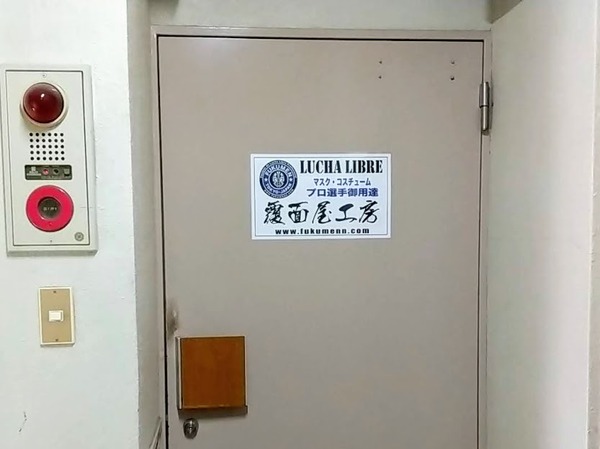 LUCHA LIBRE
マスク・コスチューム
プロ選手御用達
覆面屋工房
www.fukumenn.com